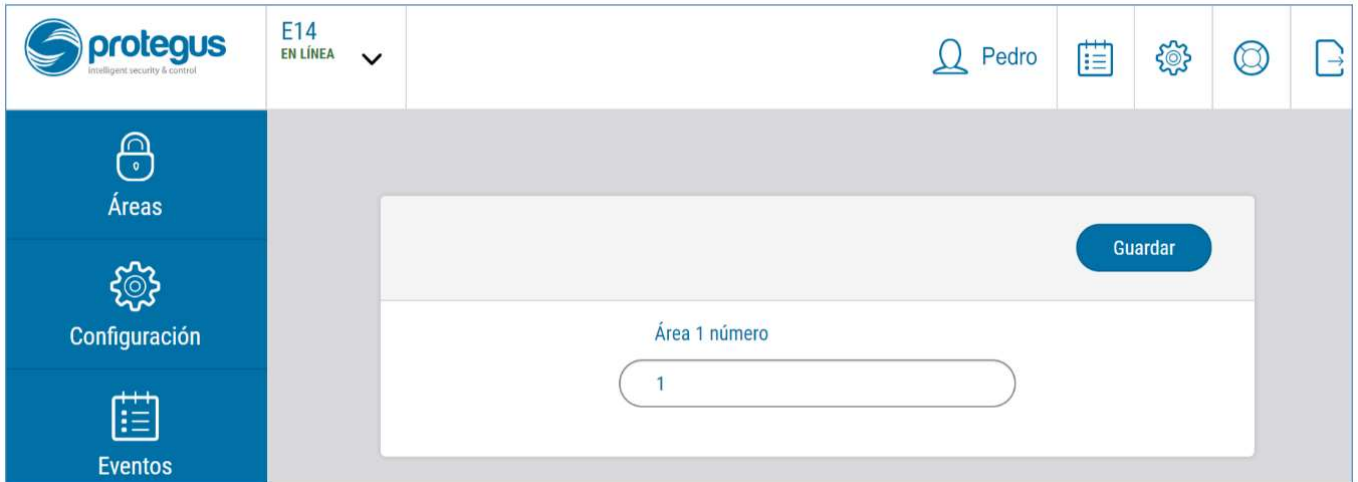 protegus
intelligent security & control
E14
EN LÍNEA
Pedro
Áreas
Guardar
Configuración
Área 1 número
1
Eventos